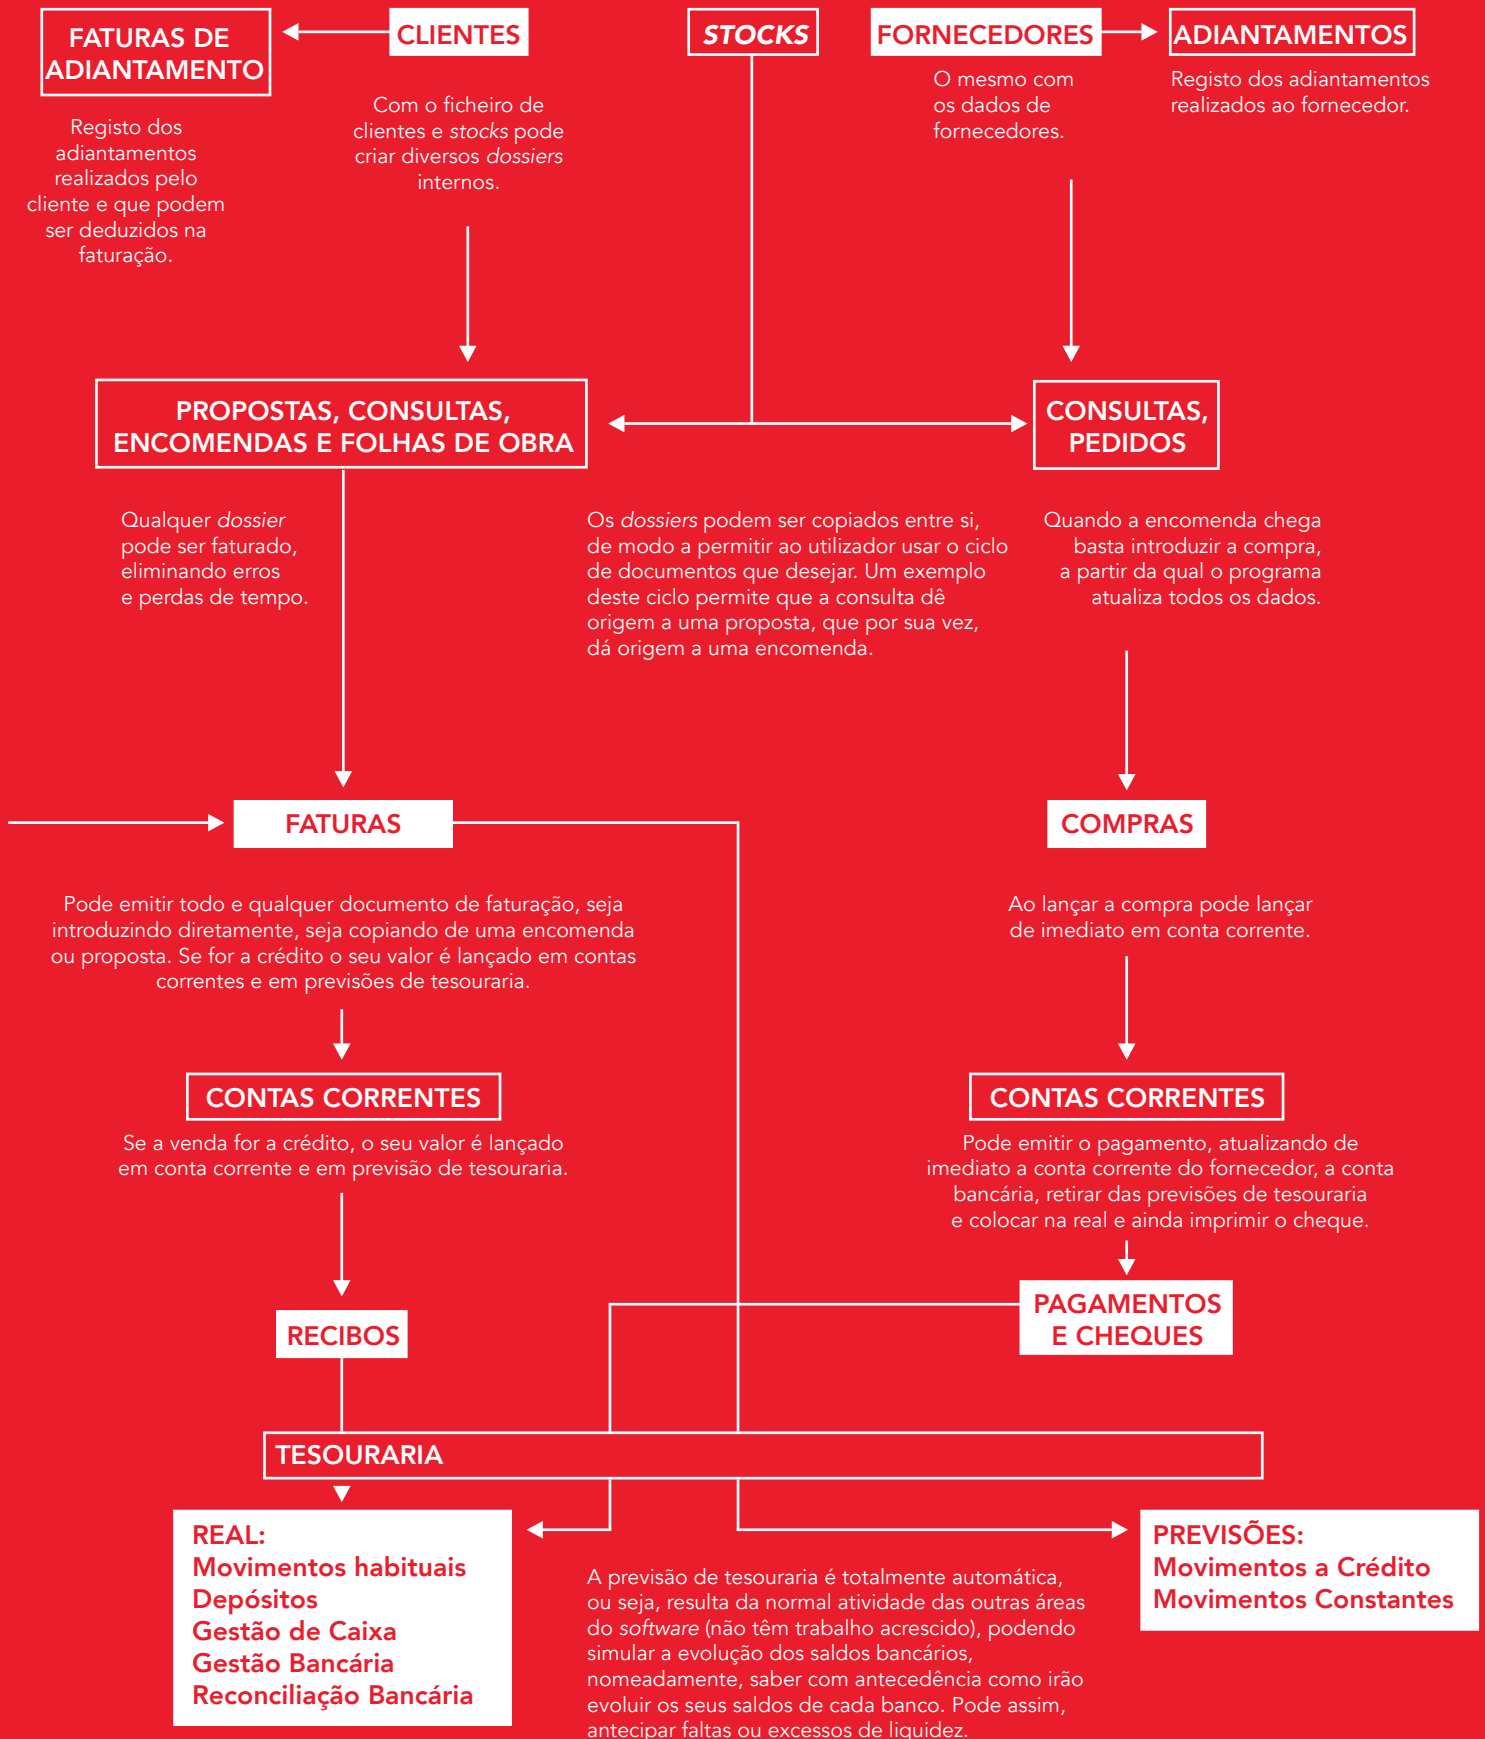 FATURAS DE
ADIANTAMENTO
CLIENTES
STOCKS
FORNECEDORES
ADIANTAMENTOS
Registo dos
adiantamentos
realizados pelo
cliente e que podem
ser deduzidos na
faturação.
Com o ficheiro de
clientes e stocks pode
criar diversos dossiers
internos.
O mesmo com
os dados de
fornecedores.
Registo dos adiantamentos
realizados ao fornecedor.
PROPOSTAS, CONSULTAS,
ENCOMENDAS E FOLHAS DE OBRA
CONSULTAS,
PEDIDOS
Qualquer dossier
pode ser faturado,
eliminando erros
e perdas de tempo.
Os dossiers podem ser copiados entre si,
de modo a permitir ao utilizador usar o ciclo
de documentos que desejar. Um exemplo
deste ciclo permite que a consulta dê
origem a uma proposta, que por sua vez,
dá origem a uma encomenda.
Quando a encomenda chega
basta introduzir a compra,
a partir da qual o programa
atualiza todos os dados.
FATURAS
COMPRAS
Pode emitir todo e qualquer documento de faturação, seja
introduzindo diretamente, seja copiando de uma encomenda
ou proposta. Se for a crédito o seu valor é lançado em contas
correntes e em previsões de tesouraria.
Ao lançar a compra pode lançar
de imediato em conta corrente.
CONTAS CORRENTES
CONTAS CORRENTES
Se a venda for a crédito, o seu valor é lançado
em conta corrente e em previsão de tesouraria.
Pode emitir o pagamento, atualizando de
imediato a conta corrente do fornecedor, a conta
bancária, retirar das previsões de tesouraria
e colocar na real e ainda imprimir o cheque.
RECIBOS
PAGAMENTOS
E CHEQUES
TESOURARIA
REAL:
Movimentos habituais
Depósitos
Gestão de Caixa
Gestão Bancária
Reconciliação Bancária
A previsão de tesouraria é totalmente automática,
ou seja, resulta da normal atividade das outras áreas
do software (não têm trabalho acrescido), podendo
simular a evolução dos saldos bancários,
nomeadamente, saber com antecedência como irão
evoluir os seus saldos de cada banco. Pode assim,
antecipar faltas ou excessos de liquidez.
PREVISÕES:
Movimentos a Crédito
Movimentos Constantes